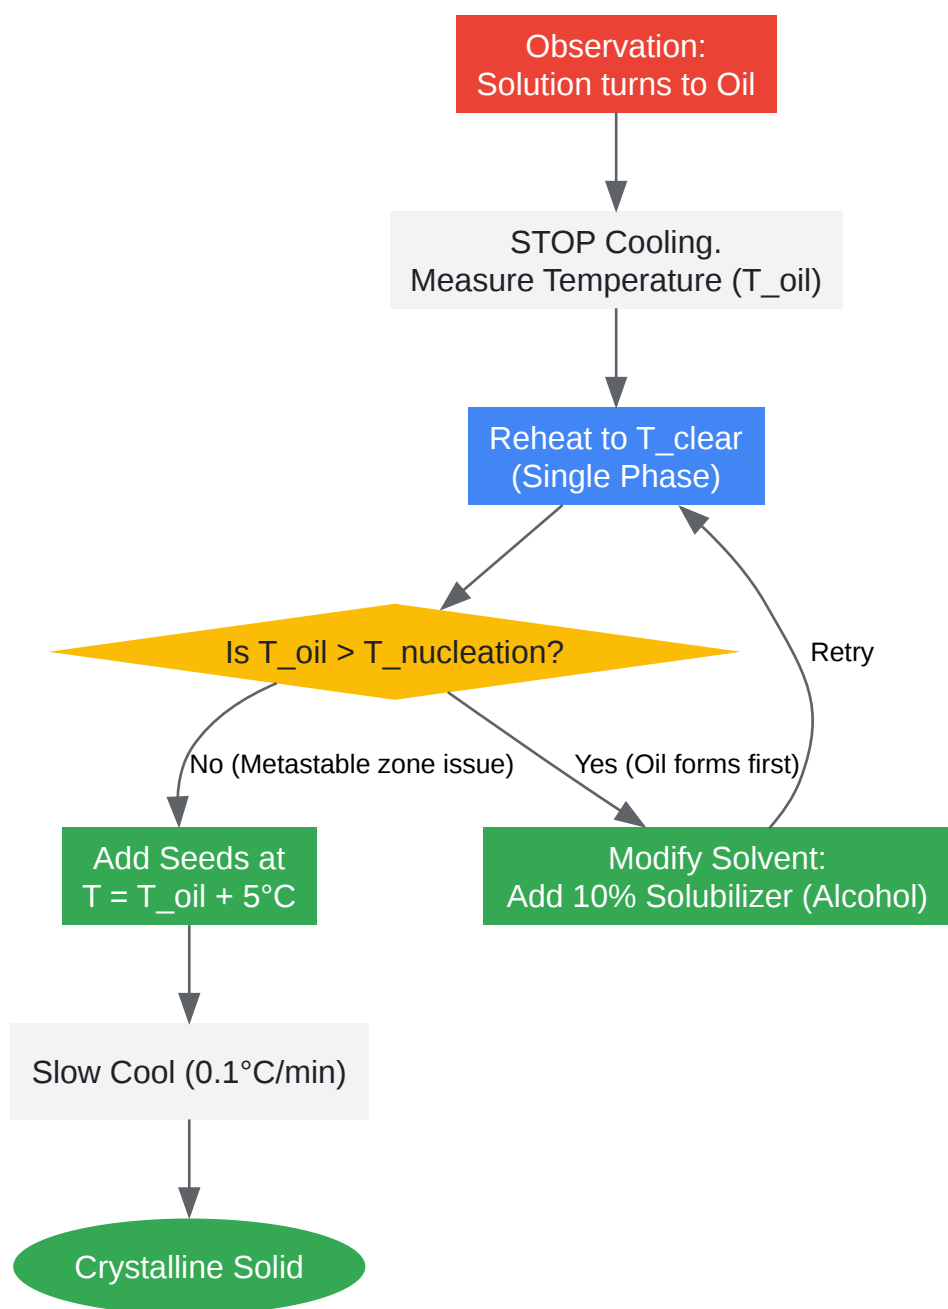 Observation:
Solution turns to Oil
STOP Cooling.
Measure Temperature (T_oil)
Reheat to T_clear
(Single Phase)
Is T_oil > T_nucleation?
Retry
No (Metastable zone issue)
Yes (Oil forms first)
Add Seeds at
T = T_oil + 5°C
Modify Solvent:
Add 10% Solubilizer (Alcohol)
Slow Cool (0.1°C/min)
Crystalline Solid